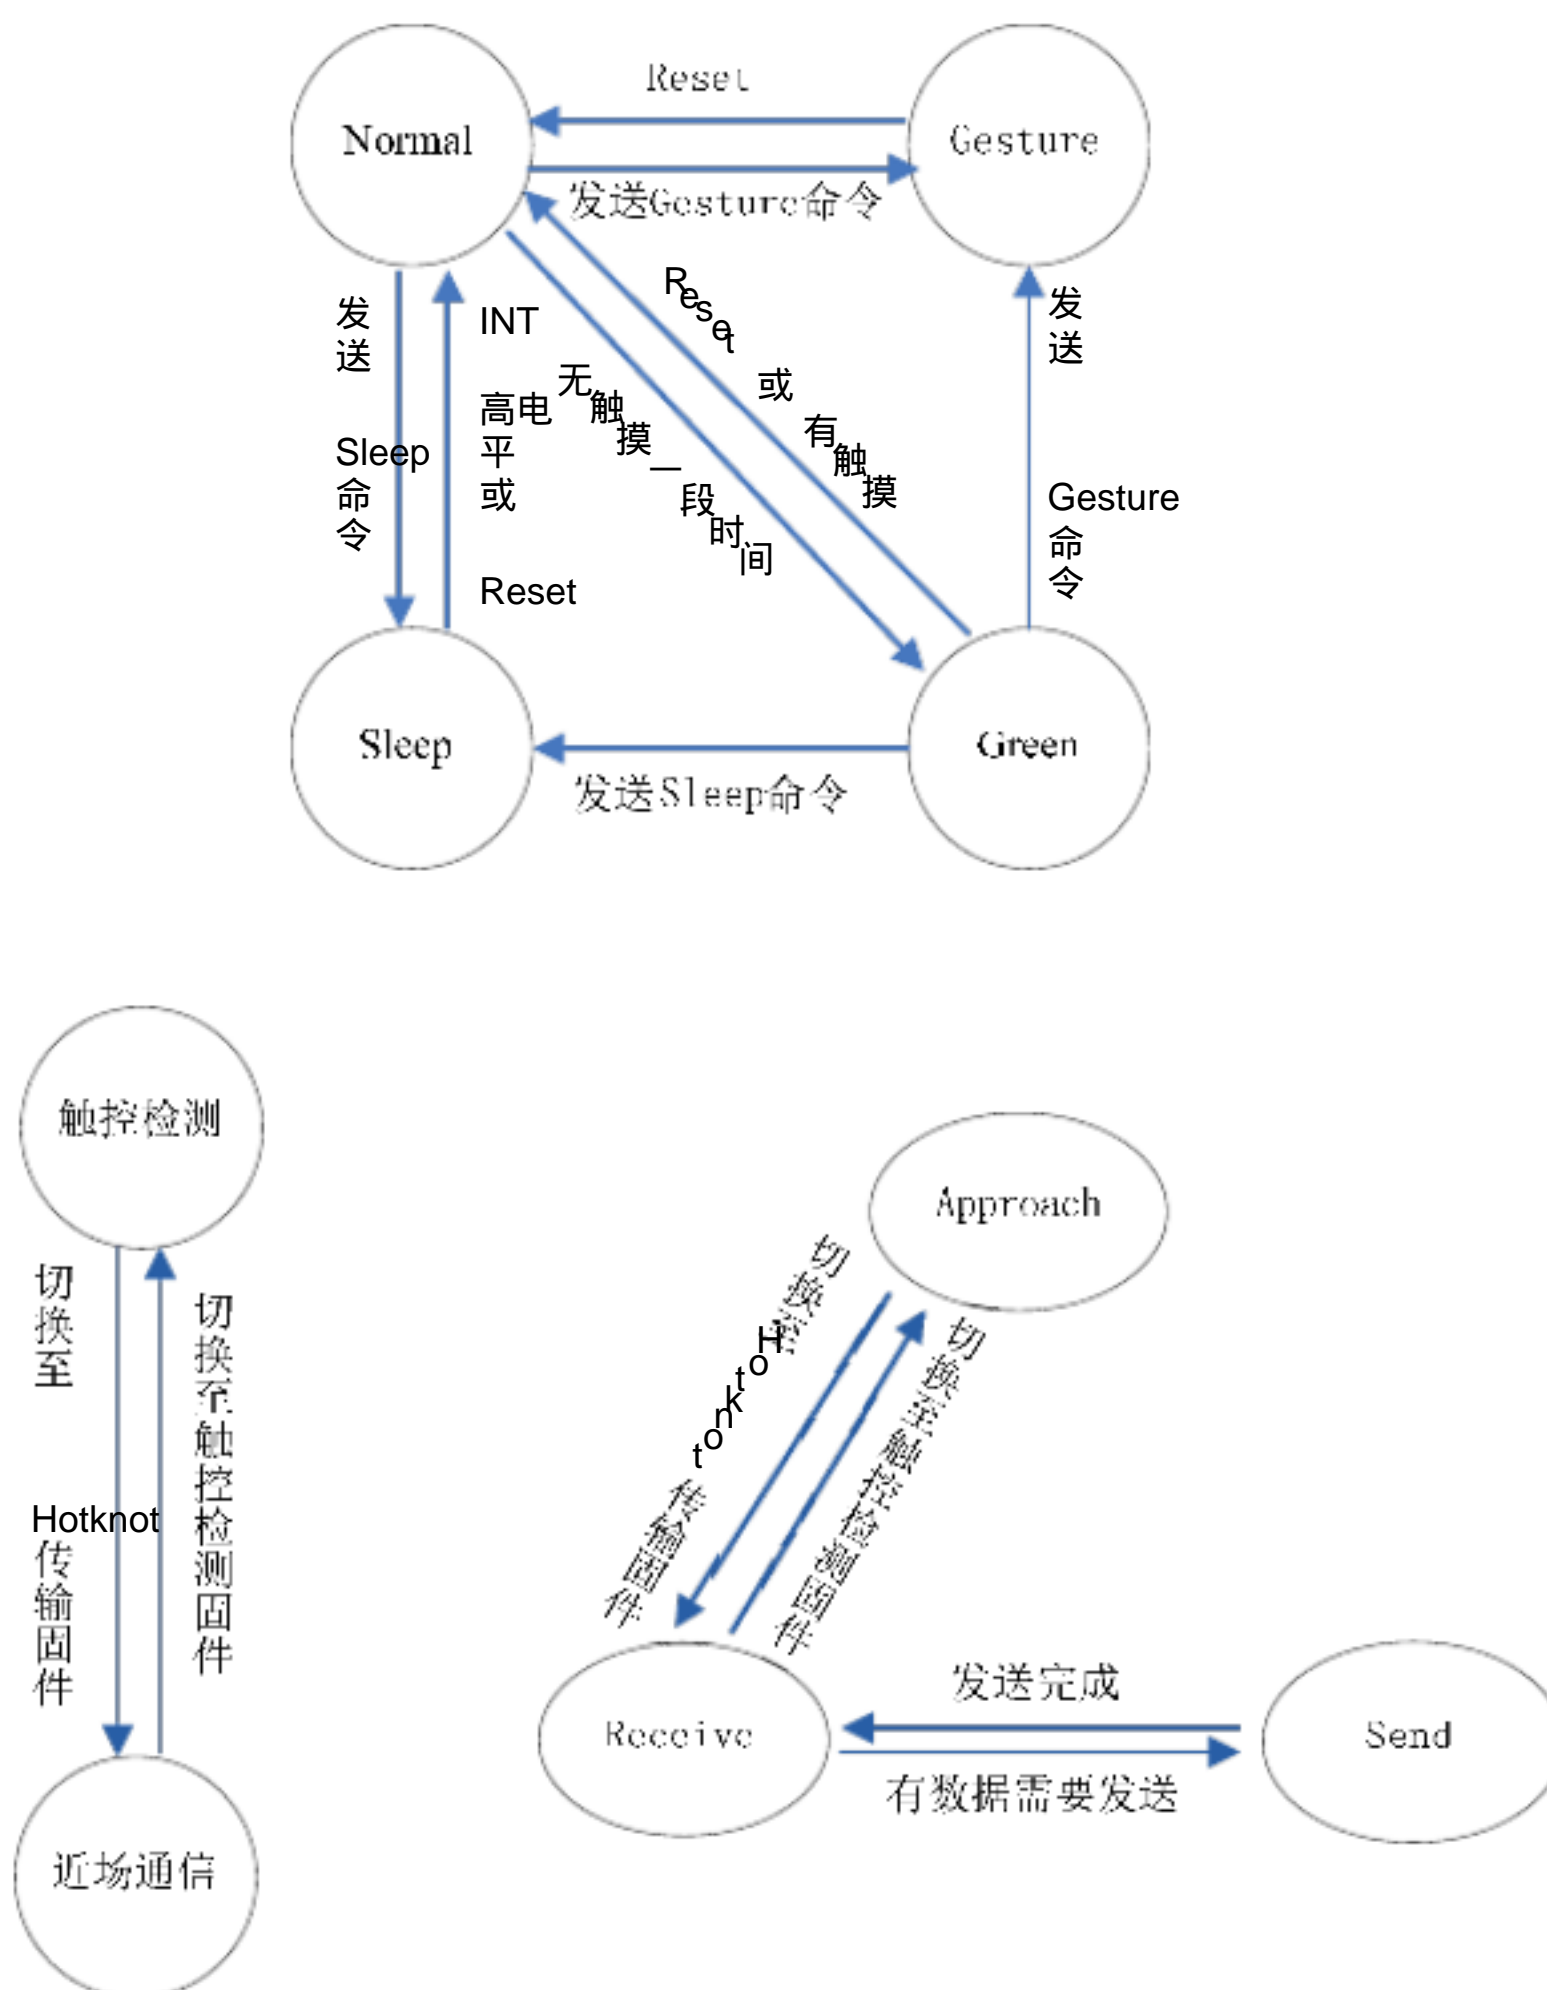 Reset
Normal
Gesture
发送Gesture命令
发送
Sleep
命令
INT
高电平或
Reset
无触摸一段时间
Reset 或 有触摸
发送
Gesture
命令
Sleep
Green
发送Sleep命令
触控检测
切换至
Hotknot
传输固件
切换至触控检测固件
近场通信
Approach
切换至Hotknot传输固件
切换至触控检测固件
Receive
发送完成
Send
有数据需要发送